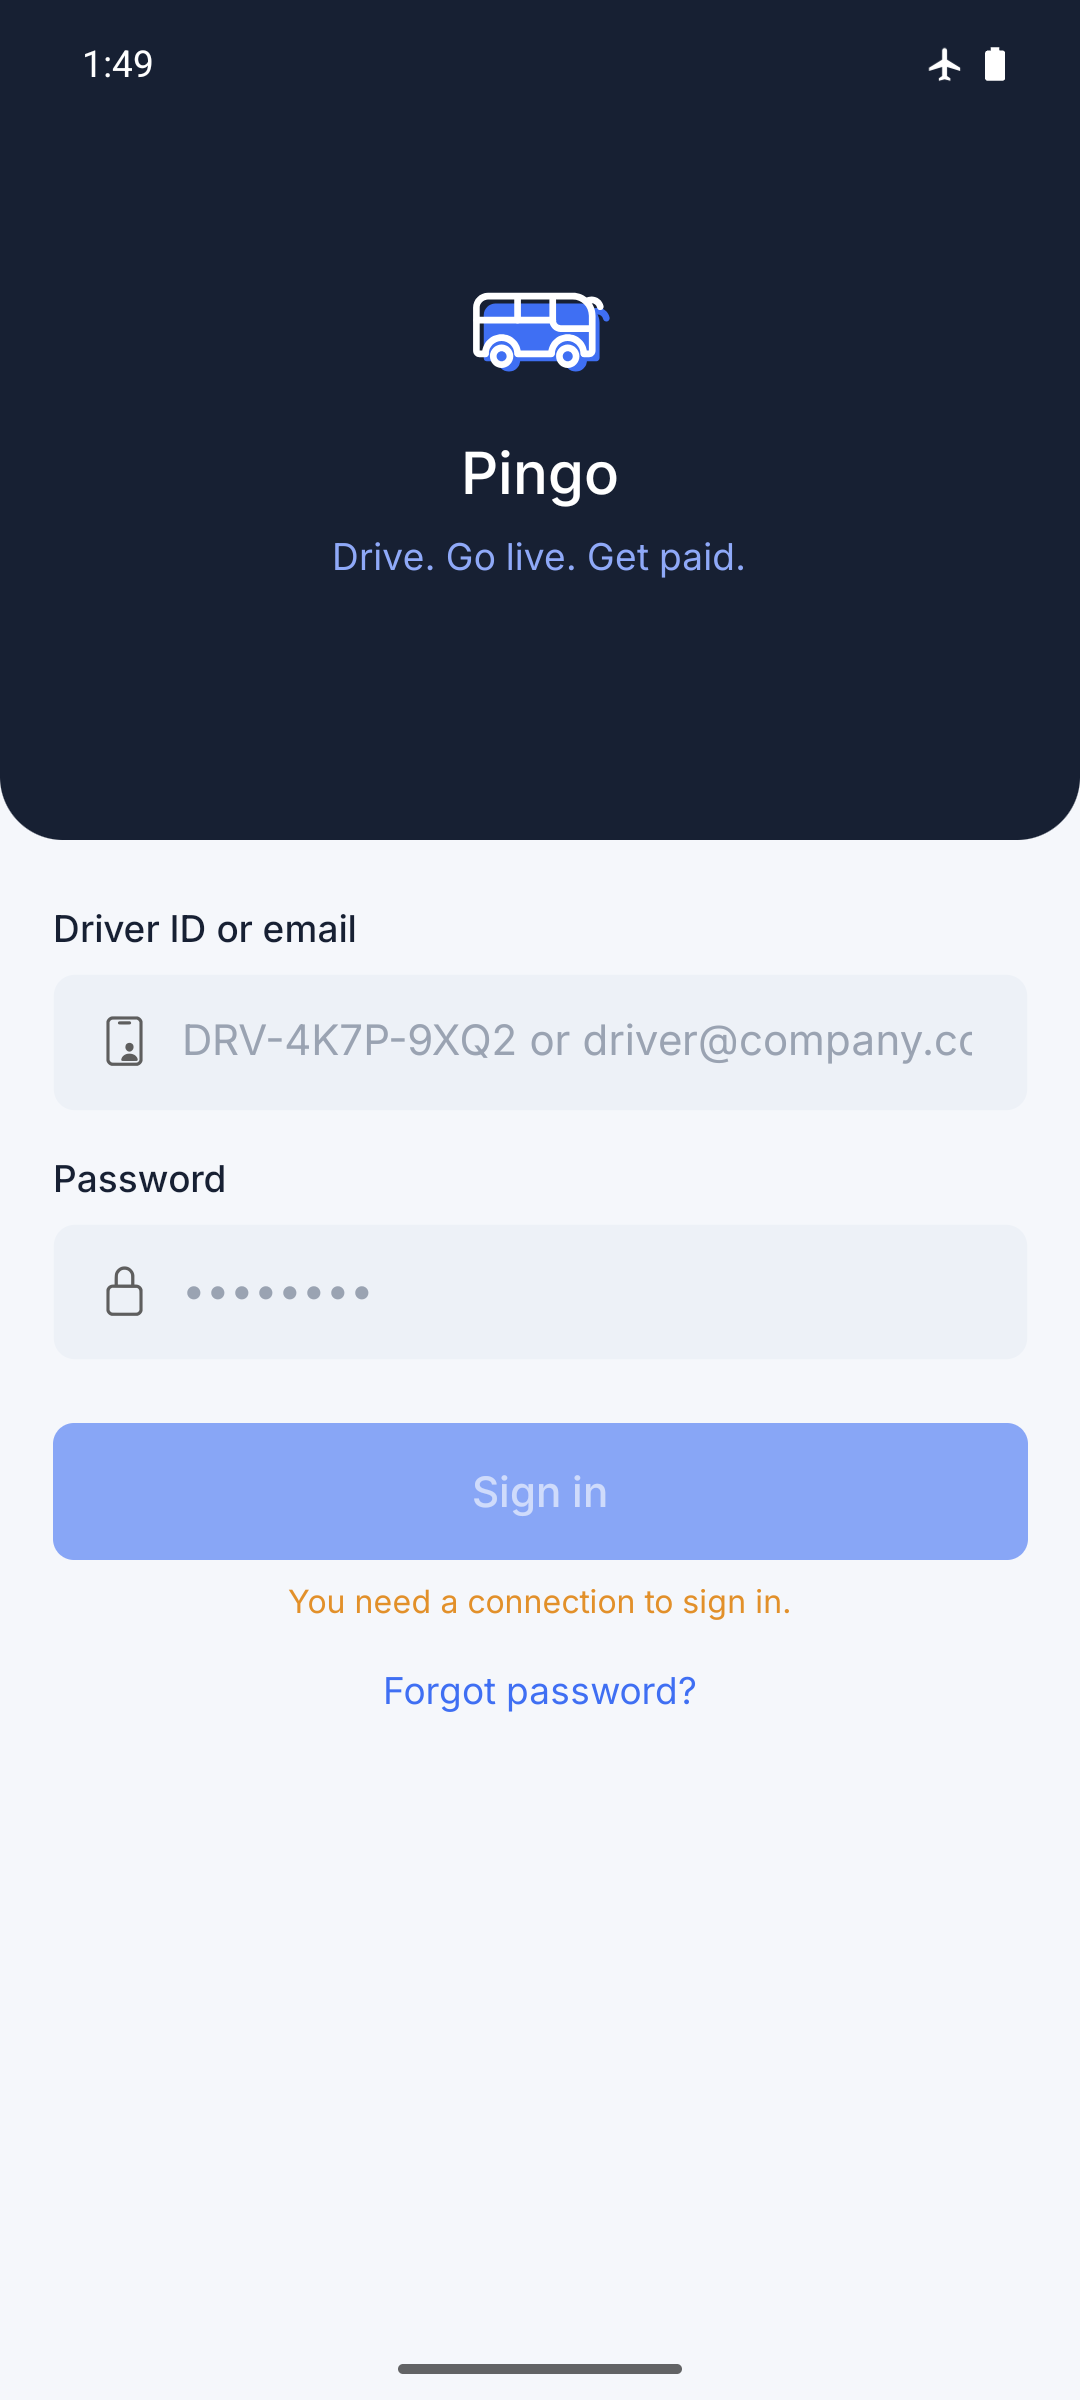 1:49
Pingo
Drive. Go live. Get paid.
Driver ID or email
DRV-4K7P-9XQ2 or driver@company.cc
Password
••••••••
Sign in
You need a connection to sign in.
Forgot password?